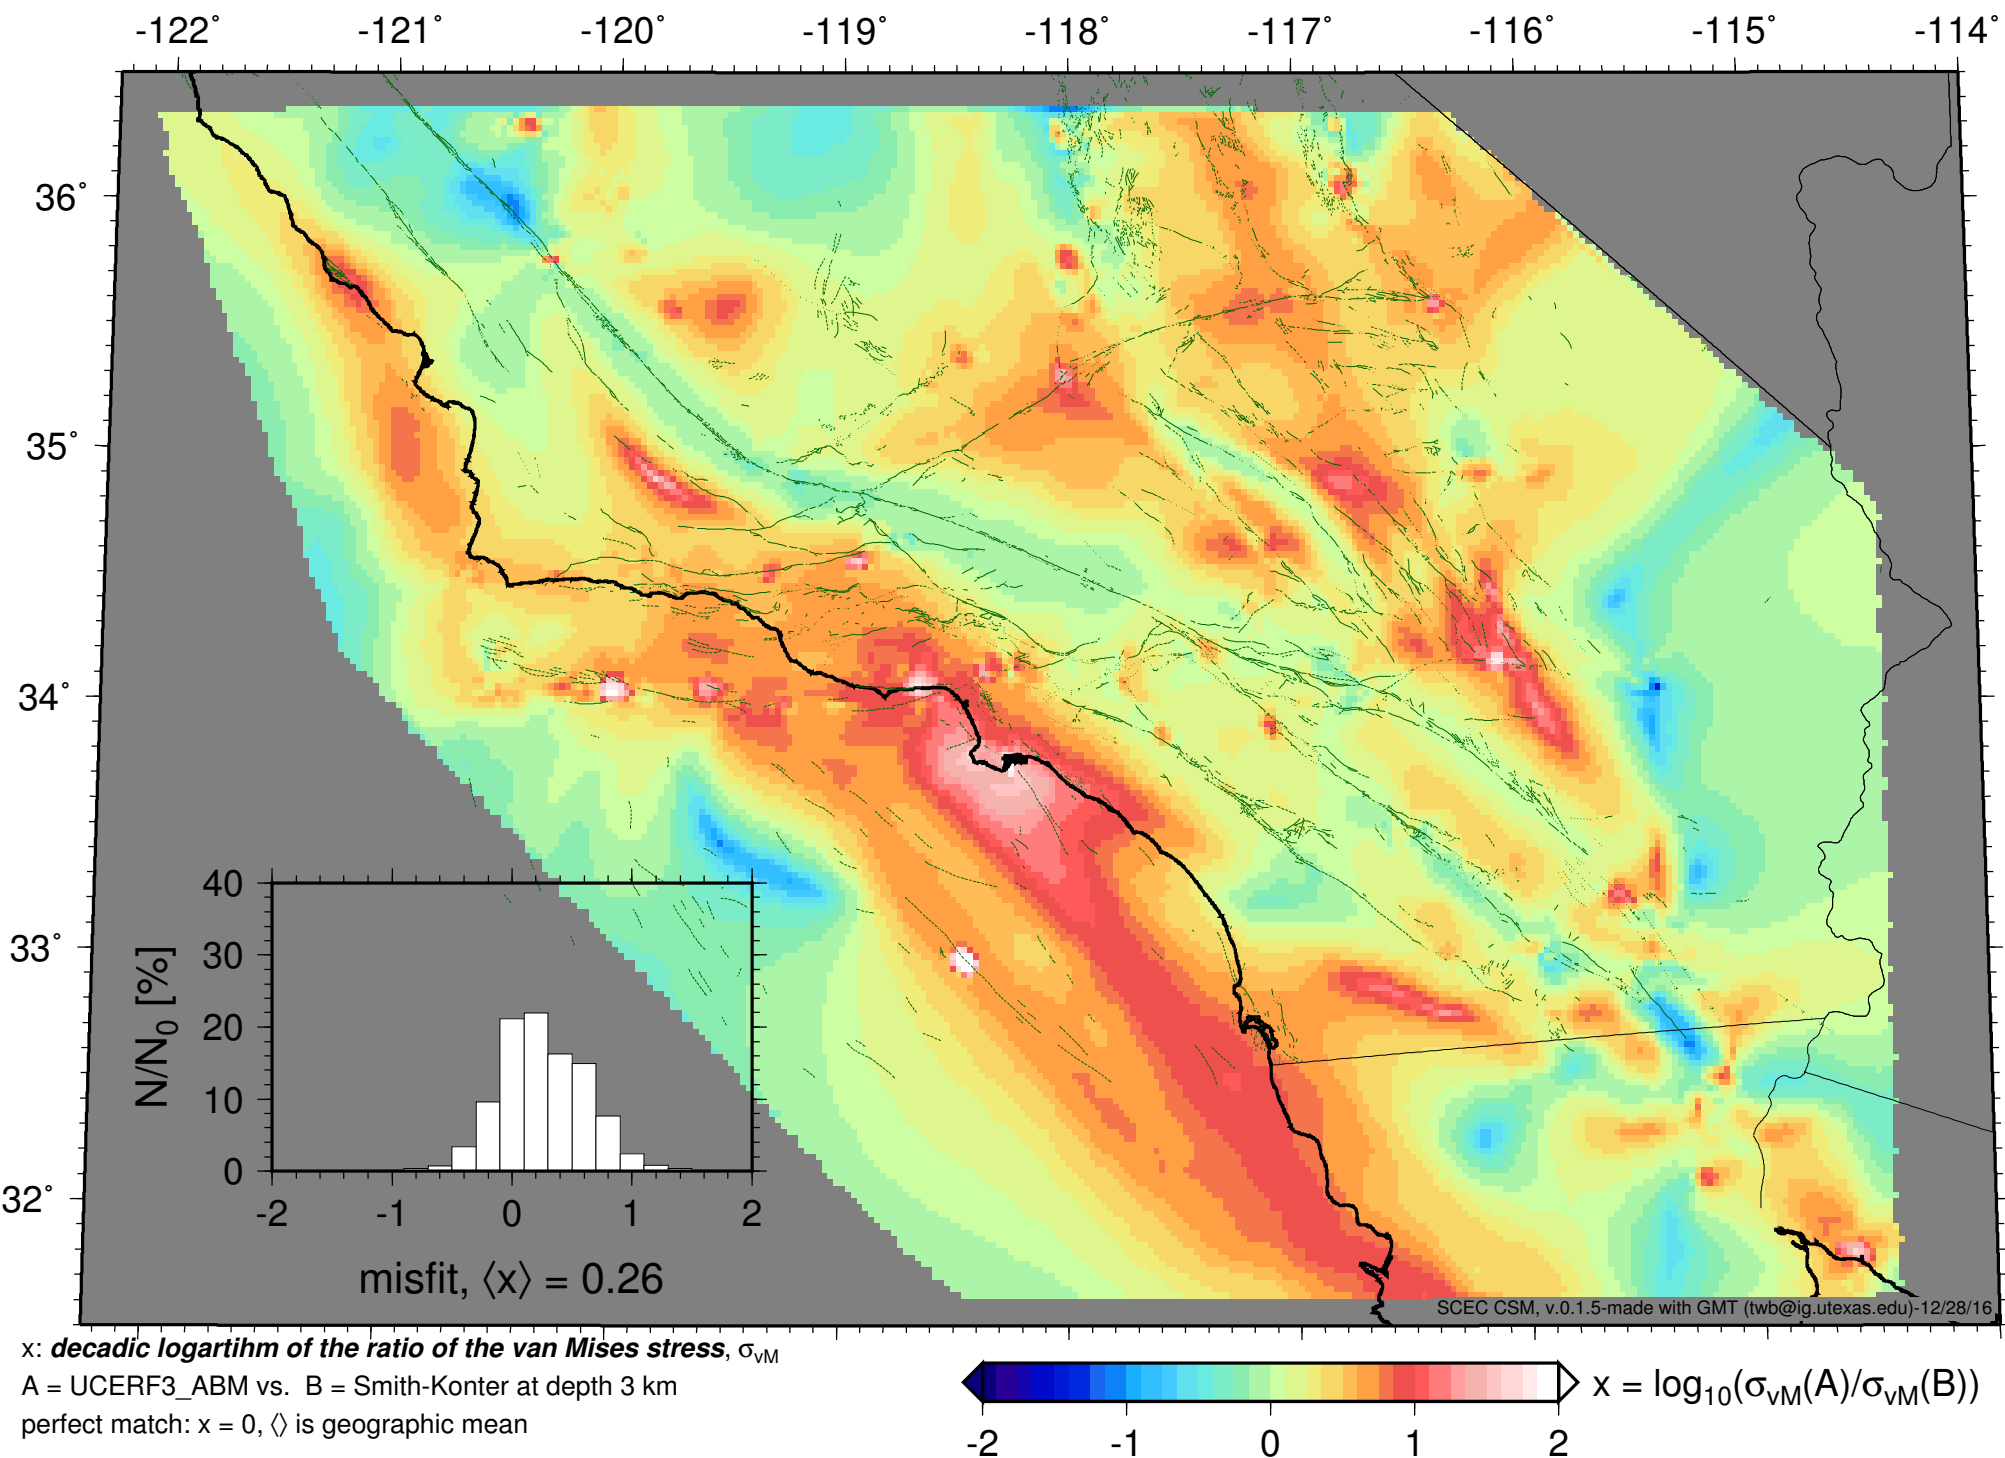 -122° -121° -120° -119° -118° -117° -116° -115° -114°
36°
35°
34°
33°
32°
40
30
20
10
0
N/N0 [%]
-2 -1 0 1 2
misfit, ⟨x⟩ = 0.26
SCEC CSM, v.0.1.5-made with GMT (twb@ig.utexas.edu)-12/28/16
x: decadic logartihm of the ratio of the van Mises stress, σvM
A = UCERF3_ABM vs. B = Smith-Konter at depth 3 km
perfect match: x = 0, ⟨⟩ is geographic mean
x = log10(σvM(A)/σvM(B))
-2 -1 0 1 2